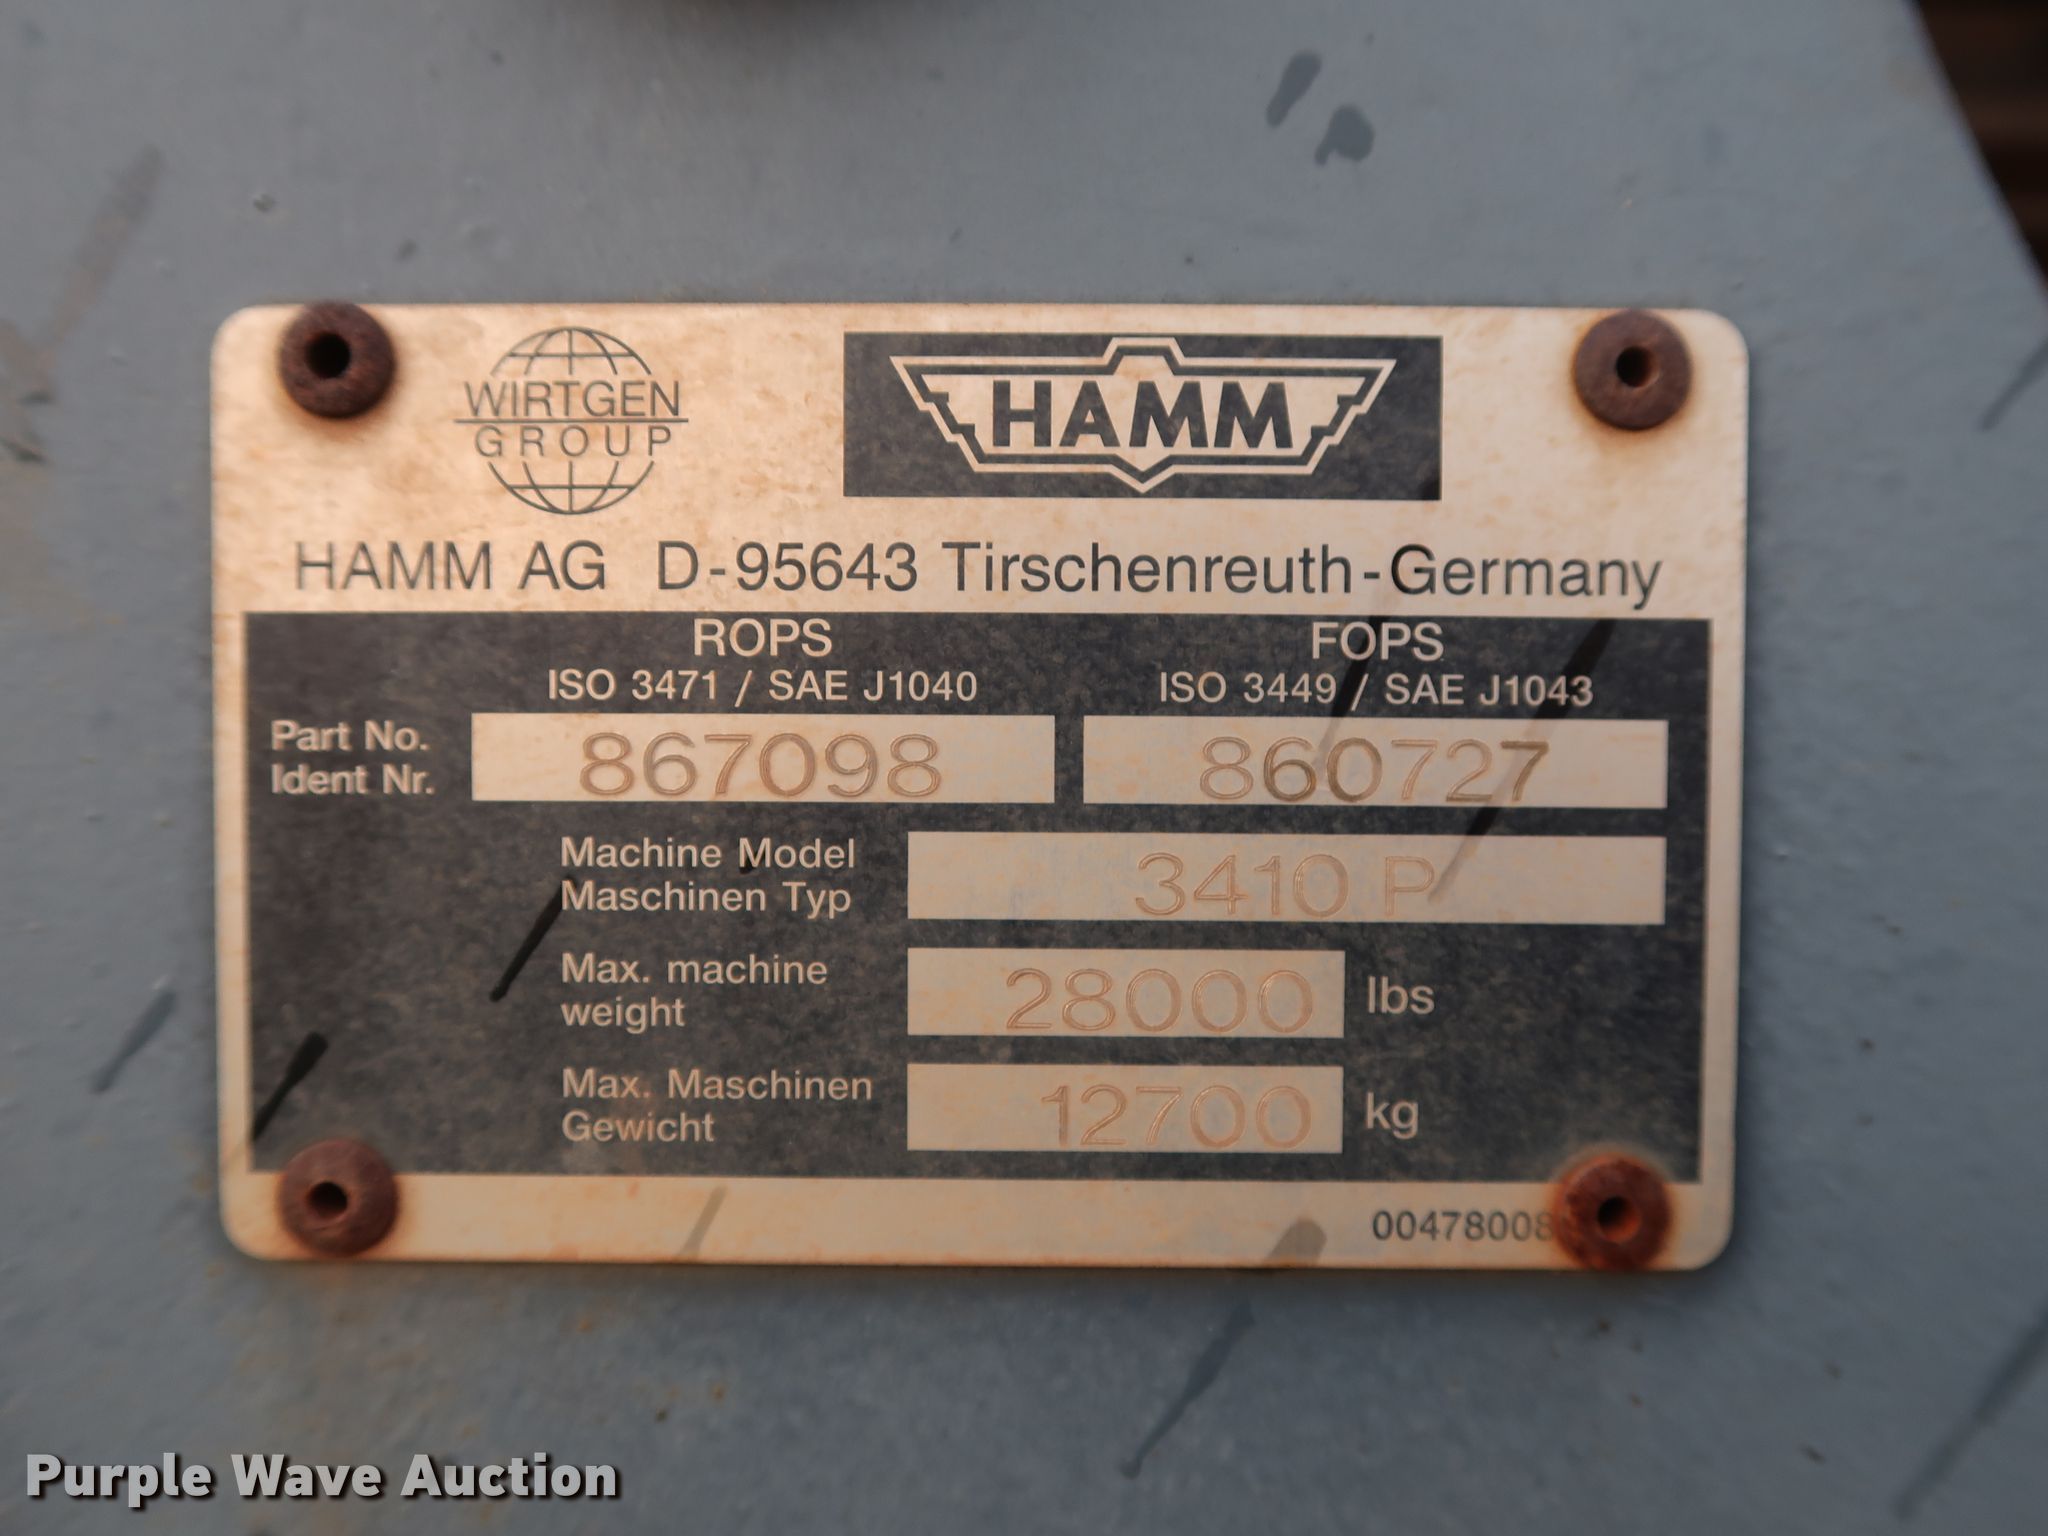 WIRTGEN
GROUP
HAMM
HAMM AG D-95643 Tirschenreuth-Germany
ROPS
ISO 3471 / SAE J1040
FOPS
ISO 3449 / SAE J1043
Part No.
Ident Nr.
867098
860727
Machine Model
Maschinen Typ
3410 P
Max. machine
weight
28000 lbs
Max. Maschinen
Gewicht
12700 kg
Purple Wave Auction